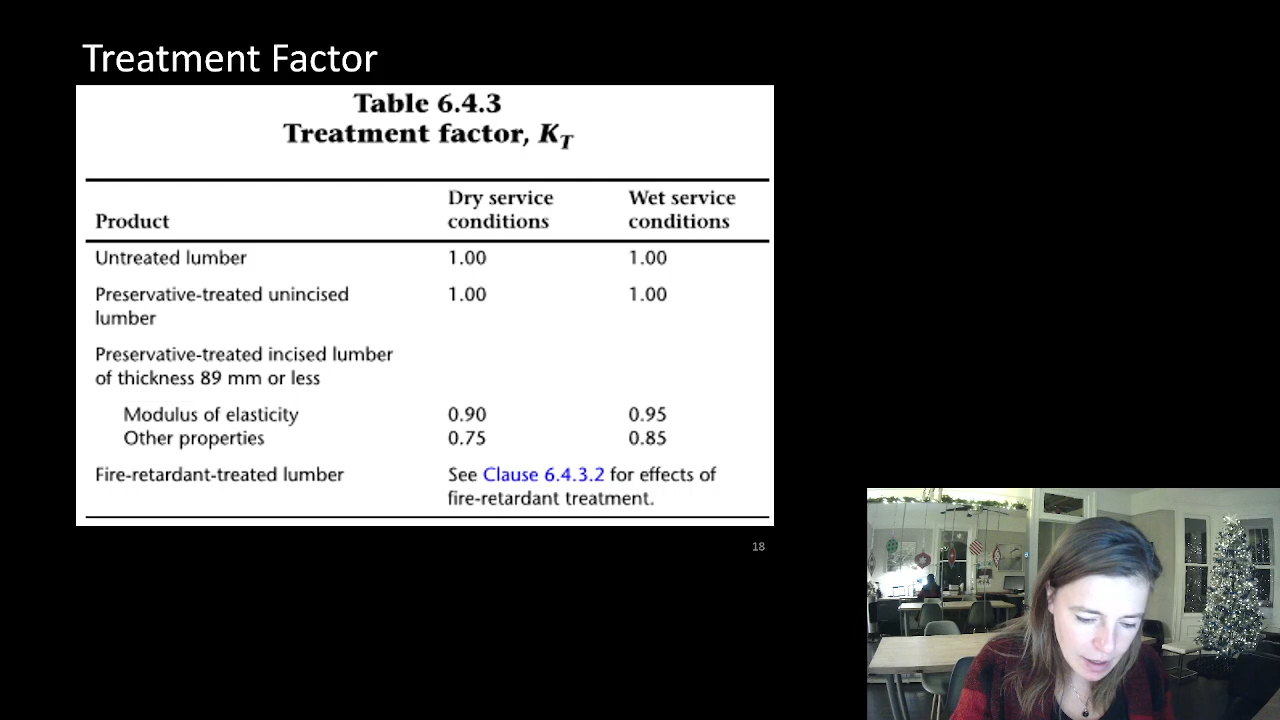 Treatment Factor
Table 6.4.3
Treatment factor, K_T
Product
Dry service
conditions
Wet service
conditions
Untreated lumber 1.00 1.00
Preservative-treated unincised 1.00 1.00
lumber
Preservative-treated incised lumber
of thickness 89 mm or less
Modulus of elasticity 0.90 0.95
Other properties 0.75 0.85
Fire-retardant-treated lumber See Clause 6.4.3.2 for effects of
fire-retardant treatment.
18